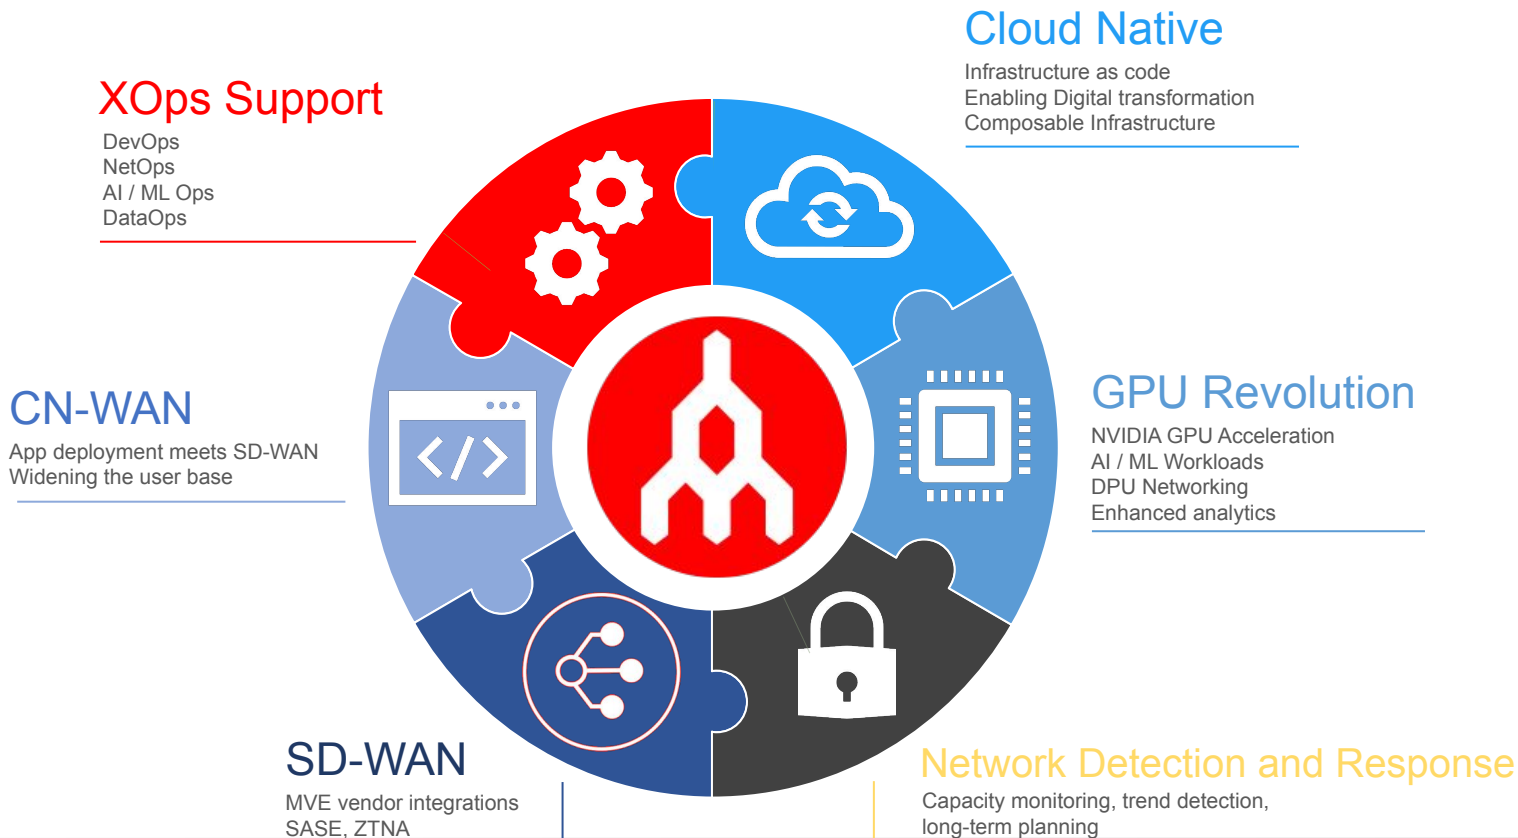 Cloud Native
Infrastructure as code
Enabling Digital transformation
Composable Infrastructure
XOps Support
DevOps
NetOps
AI / ML Ops
DataOps
CN-WAN
App deployment meets SD-WAN
Widening the user base
</>
GPU Revolution
NVIDIA GPU Acceleration
AI / ML Workloads
DPU Networking
Enhanced analytics
SD-WAN
MVE vendor integrations
SASE, ZTNA
Network Detection and Response
Capacity monitoring, trend detection,
long-term planning